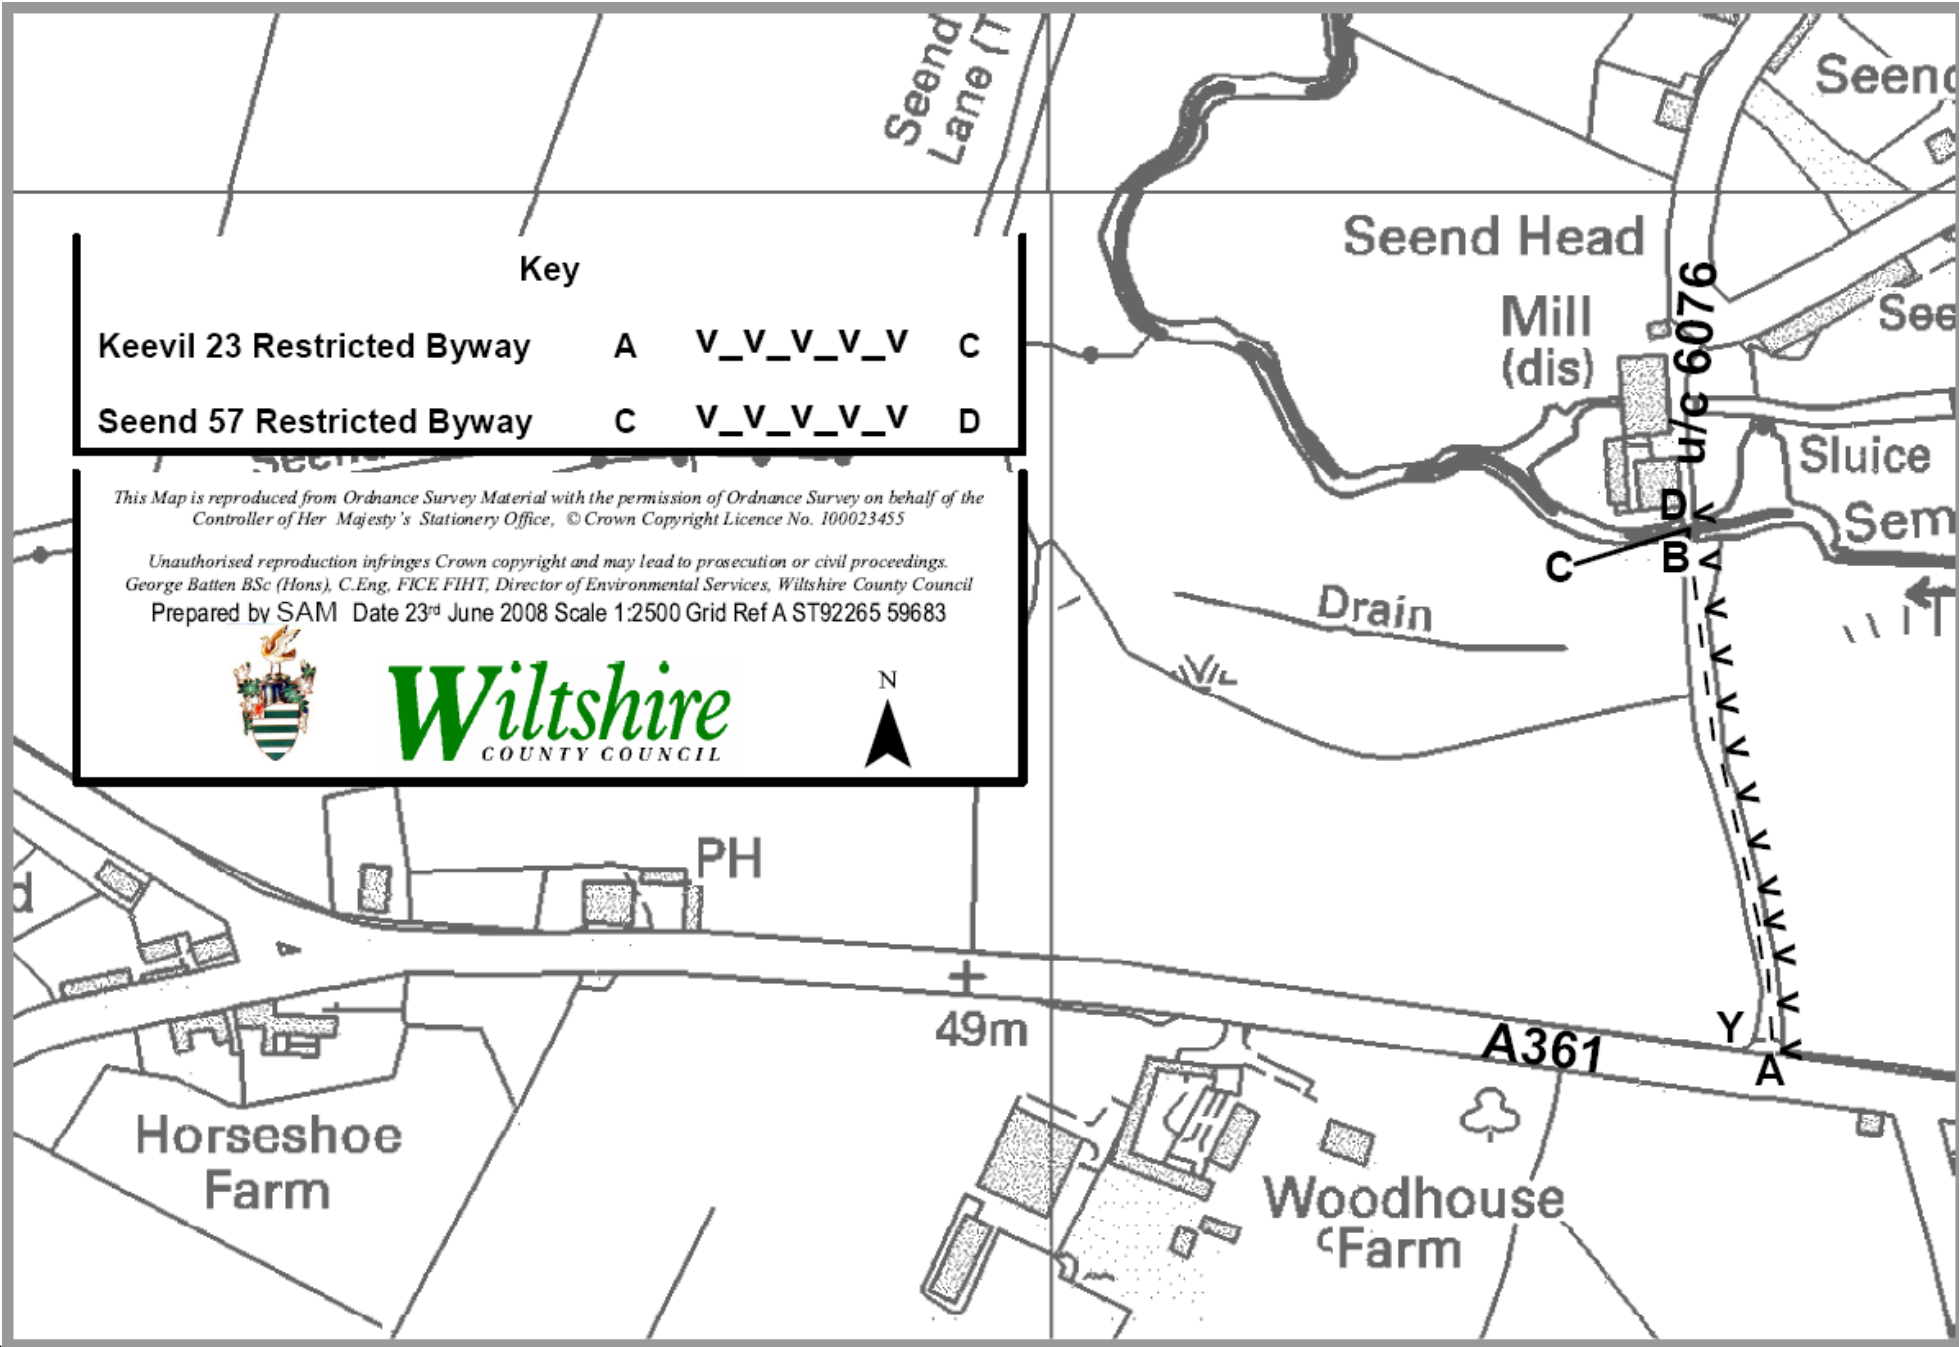 Seend
Lane (T
Seend
Seend Head
Mill
(dis)
u/c 6076
See
Sluice
Sem
D
B
C
Drain
Key
Keevil 23 Restricted Byway A V_V_V_V_V C
Seend 57 Restricted Byway C V_V_V_V_V D
This Map is reproduced from Ordnance Survey Material with the permission of Ordnance Survey on behalf of the
Controller of Her Majesty's Stationery Office, © Crown Copyright Licence No. 100023455
Unauthorised reproduction infringes Crown copyright and may lead to prosecution or civil proceedings.
George Batten BSc (Hons), C.Eng, FICE FIHT, Director of Environmental Services, Wiltshire County Council
Prepared by SAM Date 23rd June 2008 Scale 1:2500 Grid Ref A ST92265 59683
Wiltshire
COUNTY COUNCIL
N
PH
d
49m
A361
Y
A
Horseshoe
Farm
Woodhouse
Farm